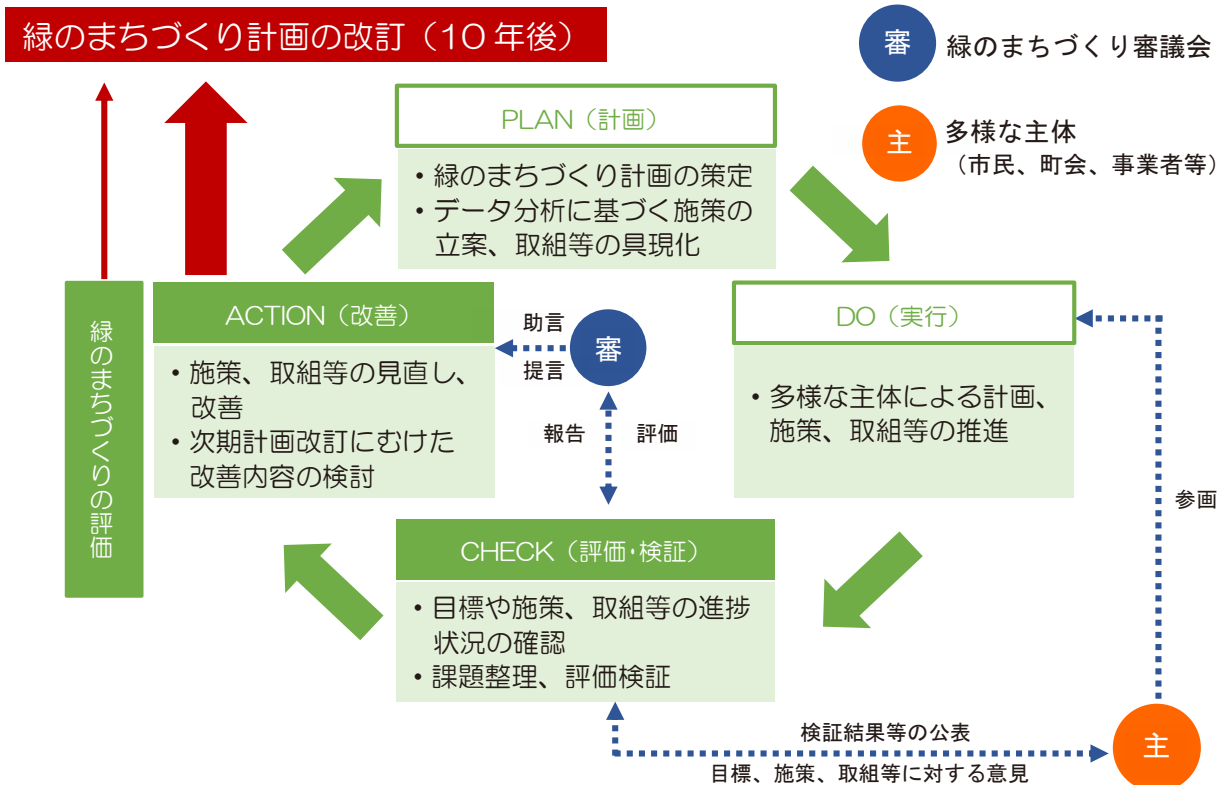 緑のまちづくり計画の改訂（10年後）
審
緑のまちづくり審議会
主
多様な主体
（市民、町会、事業者等）
PLAN（計画）
・緑のまちづくり計画の策定
・データ分析に基づく施策の
立案、取組等の具現化
緑のまちづくりの評価
ACTION（改善）
・施策、取組等の見直し、
改善
・次期計画改訂にむけた
改善内容の検討
助言
提言
審
報告
評価
DO（実行）
・多様な主体による計画、
施策、取組等の推進
参画
CHECK（評価・検証）
・目標や施策、取組等の進捗
状況の確認
・課題整理、評価検証
検証結果等の公表
目標、施策、取組等に対する意見
主